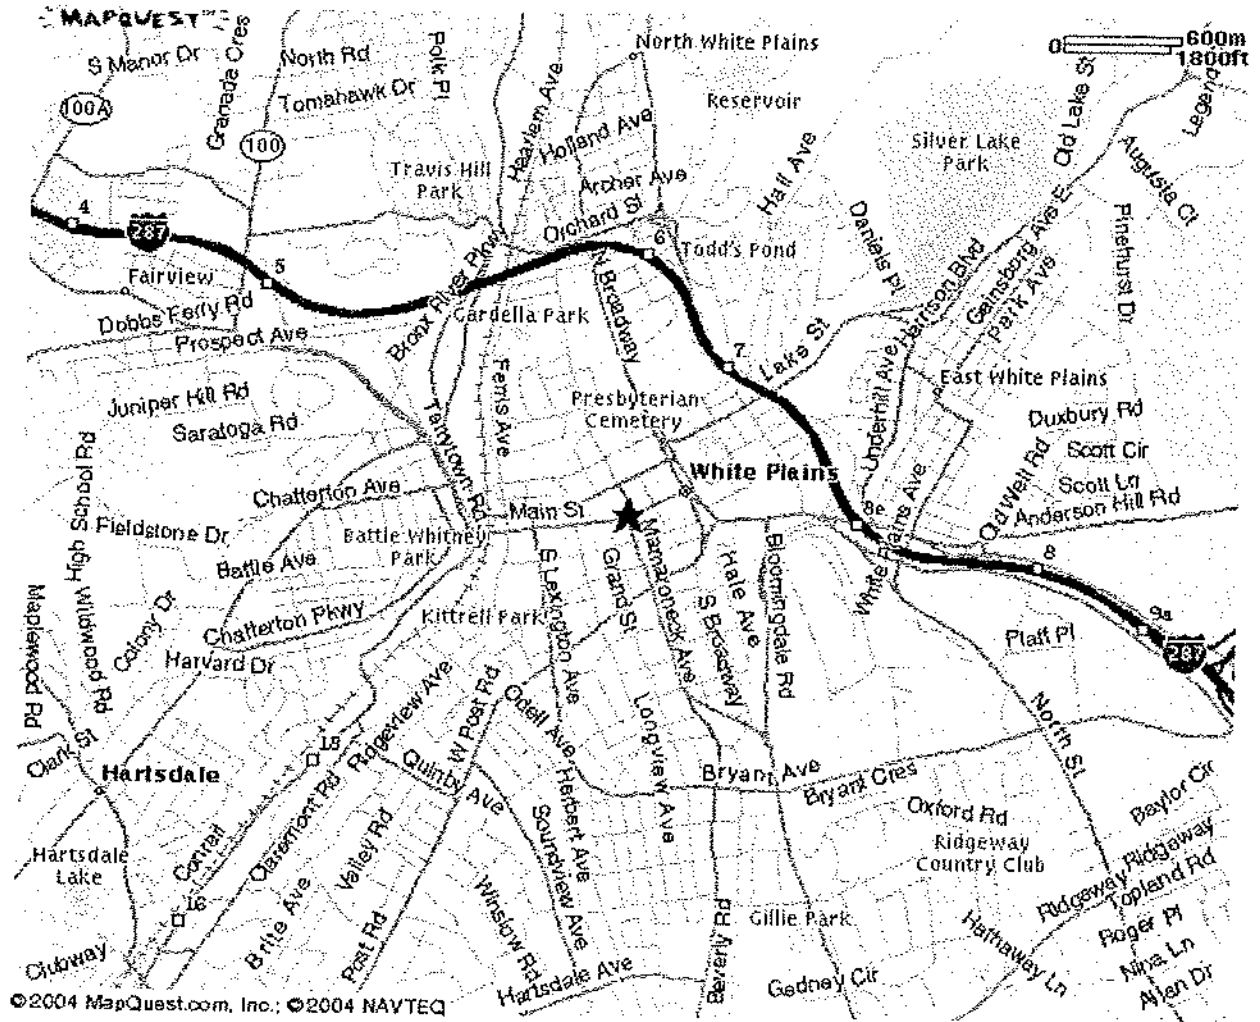 MAPQUEST
0
600m
1800ft
S Manor Dr
Granada Cres
North Rd
Polk Pl
Tomahawk Dr
100A
100
Haarlem Ave
North White Plains
Holland Ave
Reservoir
Hall Ave
Silver Lake
Park
Old Lake St
Legend
Augusta Ct
Travis Hill
Park
Archer Ave
Orchard St
4
287
5
6
Todd's Pond
Daniels Pl
Pinehurst Dr
Gainsborg Ave E
Park Ave
Harrison Blvd
Fairview
Dobbs Ferry Rd
Prospect Ave
Bronx River Pkwy
Gardella Park
N Broadway
7
Lake St
Underhill Ave
East White Plains
Juniper Hill Rd
Saratoga Rd
Tarrytown Rd
Ferris Ave
Presbyterian
Cemetery
Duxbury Rd
Scott Cir
Scott Ln
Old Well Rd
Anderson Hill Rd
White Plains
High School Rd
Chatterton Ave
Fieldstone Dr
Battle Whitney
Park
Main St
8e
White Plains Ave
8
9a
287
Battle Ave
Chatterton Pkwy
Kittrell Park
S Lexington Ave
Grand St
Mamaroneck Ave
Hale Ave
S Broadway
Bloomingdale Rd
Platt Pl
Maplewood Rd
Wildwood Rd
Colony Dr
Harvard Dr
Ridgeview Ave
W Post Rd
Odell Ave
Longview Ave
North St
Clark St
Hartsdale
15
Quinby Ave
Bryant Ave
Bryant Cres
Herbert Ave
Soundview Ave
Oxford Rd
Baylor Cir
Ridgeway
Country Club
Hartsdale
Lake
Conrail
Claremont Rd
Valley Rd
Ridgeway
Ridgeway
Topland Rd
16
Brite Ave
Post Rd
Winslow Rd
Beverly Rd
Gillie Park
Hathaway Ln
Roger Pl
Nina Ln
Allen Dr
Clubway
Hartsdale Ave
Gedney Cir
©2004 MapQuest.com, Inc.; ©2004 NAVTEQ